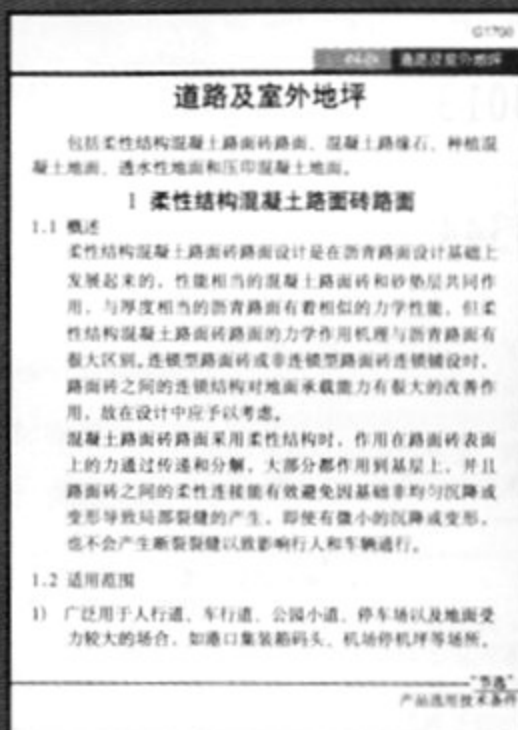 G1700
道路及室外地坪
道路及室外地坪
包括柔性结构混凝土路面砖路面、混凝土路缘石、种植混
凝土地面、透水性地面和压印混凝土地面。
1 柔性结构混凝土路面砖路面
1.1 概述
柔性结构混凝土路面砖路面设计是在沥青路面设计基础上
发展起来的，性能相当的混凝土路面砖和砂垫层共同作
用，与厚度相当的沥青路面有着相似的力学性能，但柔
性结构混凝土路面砖路面的力学作用机理与沥青路面有
很大区别。连锁型路面砖或非连锁型路面砖连锁铺设时，
路面砖之间的连锁结构对地面承载能力有很大的改善作
用，故在设计中应予以考虑。
混凝土路面砖路面采用柔性结构时，作用在路面砖表面
上的力通过传递和分解，大部分都作用到基层上，并且
路面砖之间的柔性连接能有效避免因基础非均匀沉降或
变形导致局部裂缝的产生，即使有微小的沉降或变形，
也不会产生断裂裂缝以致影响行人和车辆通行。
1.2 适用范围
1) 广泛用于人行道、车行道、公园小道、停车场以及地面受
力较大的场合，如港口集装箱码头、机场停机坪等场所。
"节选"
产品选用技术条件